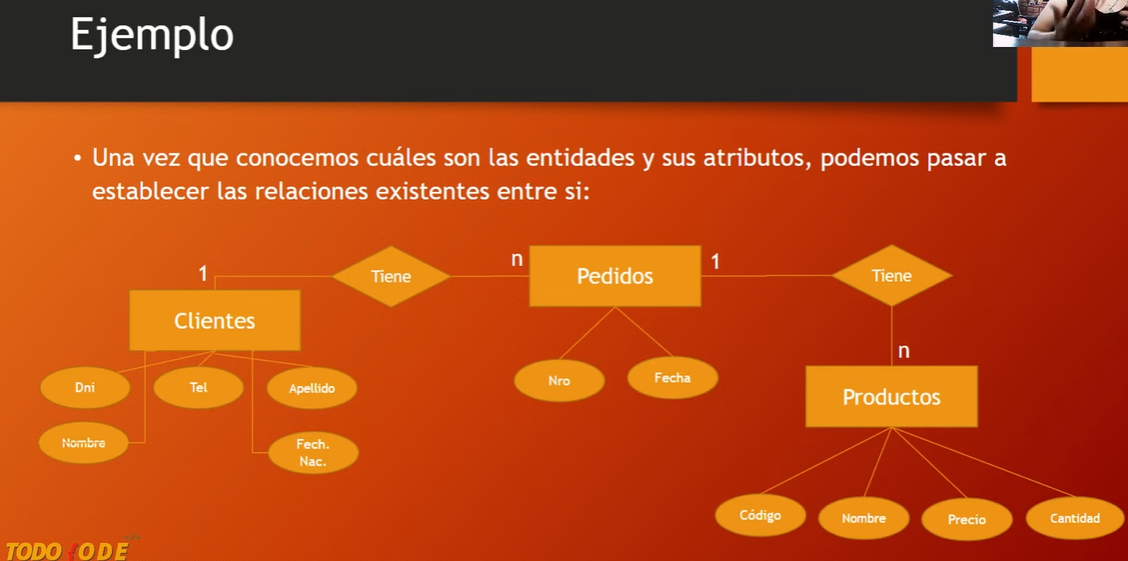 Ejemplo
• Una vez que conocemos cuáles son las entidades y sus atributos, podemos pasar a
establecer las relaciones existentes entre si:
1
Tiene
n
Pedidos
1
Tiene
Clientes
n
Dni
Tel
Apellido
Nro
Fecha
Productos
Nombre
Fech.
Nac.
Código
Nombre
Precio
Cantidad
TODO CODE